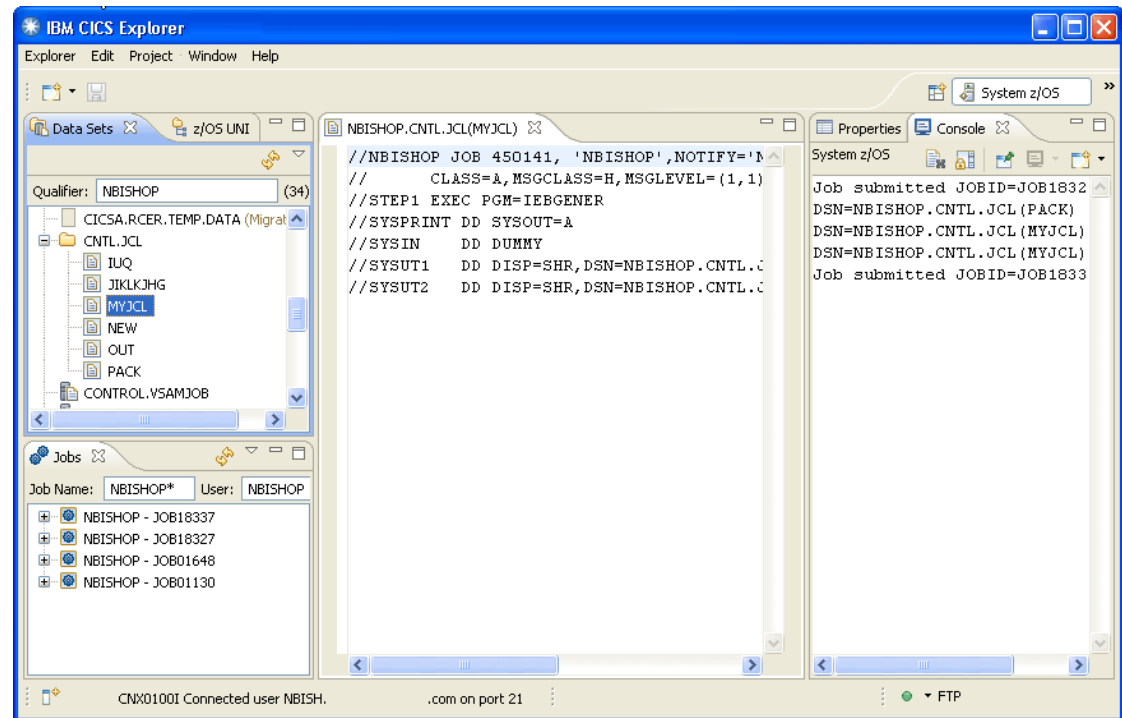 IBM CICS Explorer
Explorer Edit Project Window Help
System z/OS
Data Sets z/OS UNI
Qualifier: NBISHOP (34)
CICSA.RCER.TEMP.DATA (Migrat
CNTL.JCL
IUQ
JIKLKJHG
MYJCL
NEW
OUT
PACK
CONTROL.VSAMJOB
Jobs
Job Name: NBISHOP* User: NBISHOP
NBISHOP - JOB18337
NBISHOP - JOB18327
NBISHOP - JOB01648
NBISHOP - JOB01130
NBISHOP.CNTL.JCL(MYJCL)
//NBISHOP JOB 450141, 'NBISHOP',NOTIFY='N
// CLASS=A,MSGCLASS=H,MSGLEVEL=(1,1)
//STEP1 EXEC PGM=IEBGENER
//SYSPRINT DD SYSOUT=A
//SYSIN DD DUMMY
//SYSUT1 DD DISP=SHR,DSN=NBISHOP.CNTL.J
//SYSUT2 DD DISP=SHR,DSN=NBISHOP.CNTL.J
Properties Console
System z/OS
Job submitted JOBID=JOB1832
DSN=NBISHOP.CNTL.JCL(PACK)
DSN=NBISHOP.CNTL.JCL(MYJCL)
DSN=NBISHOP.CNTL.JCL(MYJCL)
Job submitted JOBID=JOB1833
CNX0100I Connected user NBISH. .com on port 21
FTP